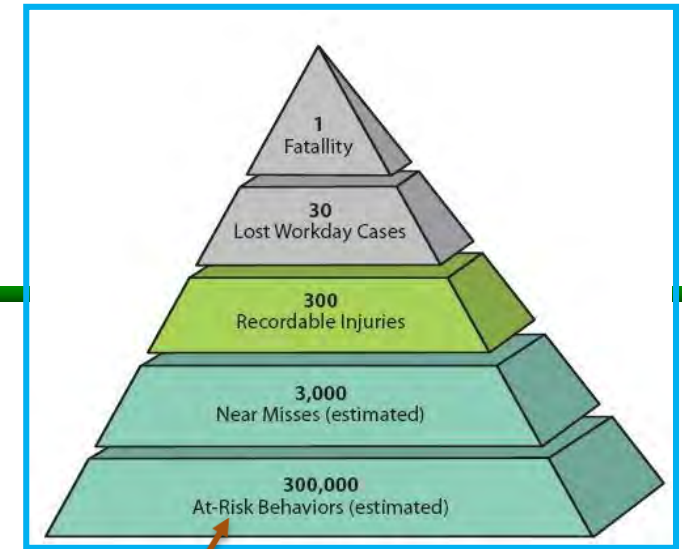 1
Fatallity
30
Lost Workday Cases
300
Recordable Injuries
3,000
Near Misses (estimated)
300,000
At-Risk Behaviors (estimated)